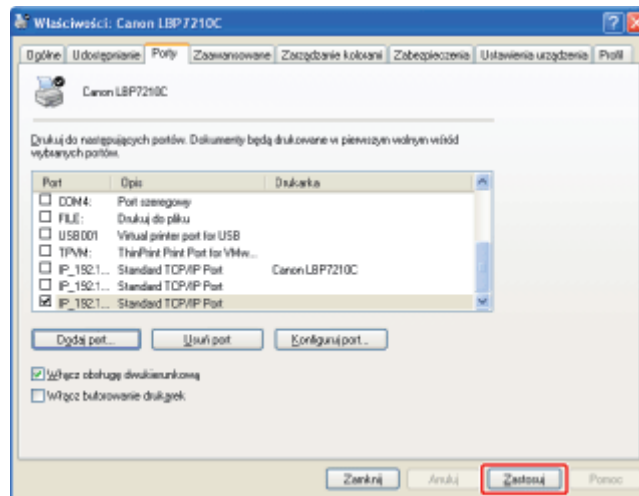 Właściwości: Canon LBP7210C
Ogólne Udostępnianie Porty Zaawansowane Zarządzanie kolorami Zabezpieczenia Ustawienia urządzenia Profil
Canon LBP7210C
Drukuj do następujących portów. Dokumenty będą drukowane w pierwszym wolnym wśród
wybranych portów.
Port Opis Drukarka
COM4: Port szeregowy
FILE: Drukuj do pliku
USB001 Virtual printer port for USB
TPVM: ThinPrint Print Port for VMw...
IP_192.1... Standard TCP/IP Port Canon LBP7210C
IP_192.1... Standard TCP/IP Port
IP_192.1... Standard TCP/IP Port
Dodaj port... Usuń port Konfiguruj port...
Włącz obsługę dwukierunkową
Włącz buforowanie drukarek
Zamknij Anuluj Zastosuj Pomoc